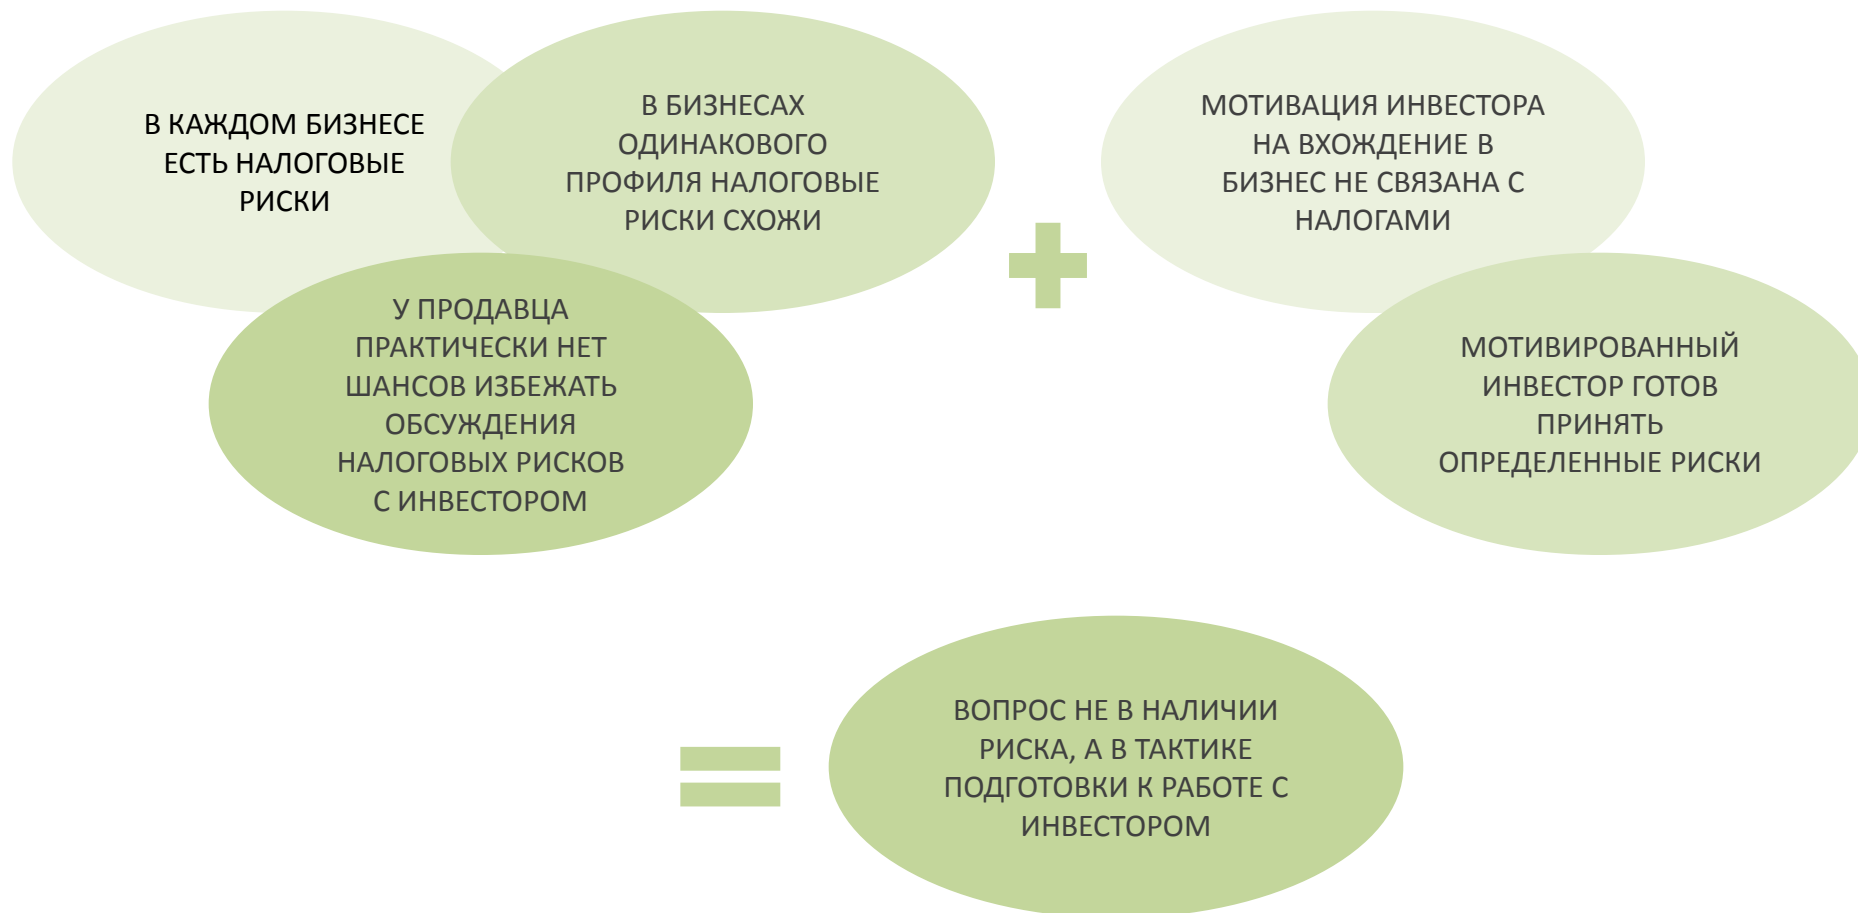 В КАЖДОМ БИЗНЕСЕ
ЕСТЬ НАЛОГОВЫЕ
РИСКИ
В БИЗНЕСАХ
ОДИНАКОВОГО
ПРОФИЛЯ НАЛОГОВЫЕ
РИСКИ СХОЖИ
У ПРОДАВЦА
ПРАКТИЧЕСКИ НЕТ
ШАНСОВ ИЗБЕЖАТЬ
ОБСУЖДЕНИЯ
НАЛОГОВЫХ РИСКОВ
С ИНВЕСТОРОМ
МОТИВАЦИЯ ИНВЕСТОРА
НА ВХОЖДЕНИЕ В
БИЗНЕС НЕ СВЯЗАНА С
НАЛОГАМИ
МОТИВИРОВАННЫЙ
ИНВЕСТОР ГОТОВ
ПРИНЯТЬ
ОПРЕДЕЛЕННЫЕ РИСКИ
ВОПРОС НЕ В НАЛИЧИИ
РИСКА, А В ТАКТИКЕ
ПОДГОТОВКИ К РАБОТЕ С
ИНВЕСТОРОМ